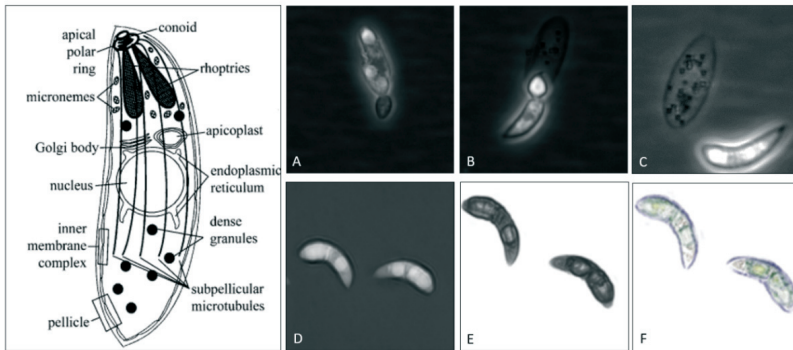 conoid
apical
polar
ring
rhoptries
micronemes
apicoplast
Golgi body
endoplasmic
reticulum
nucleus
dense
granules
inner
membrane
complex
subpellicular
microtubules
pellicle
A
B
C
D
E
F